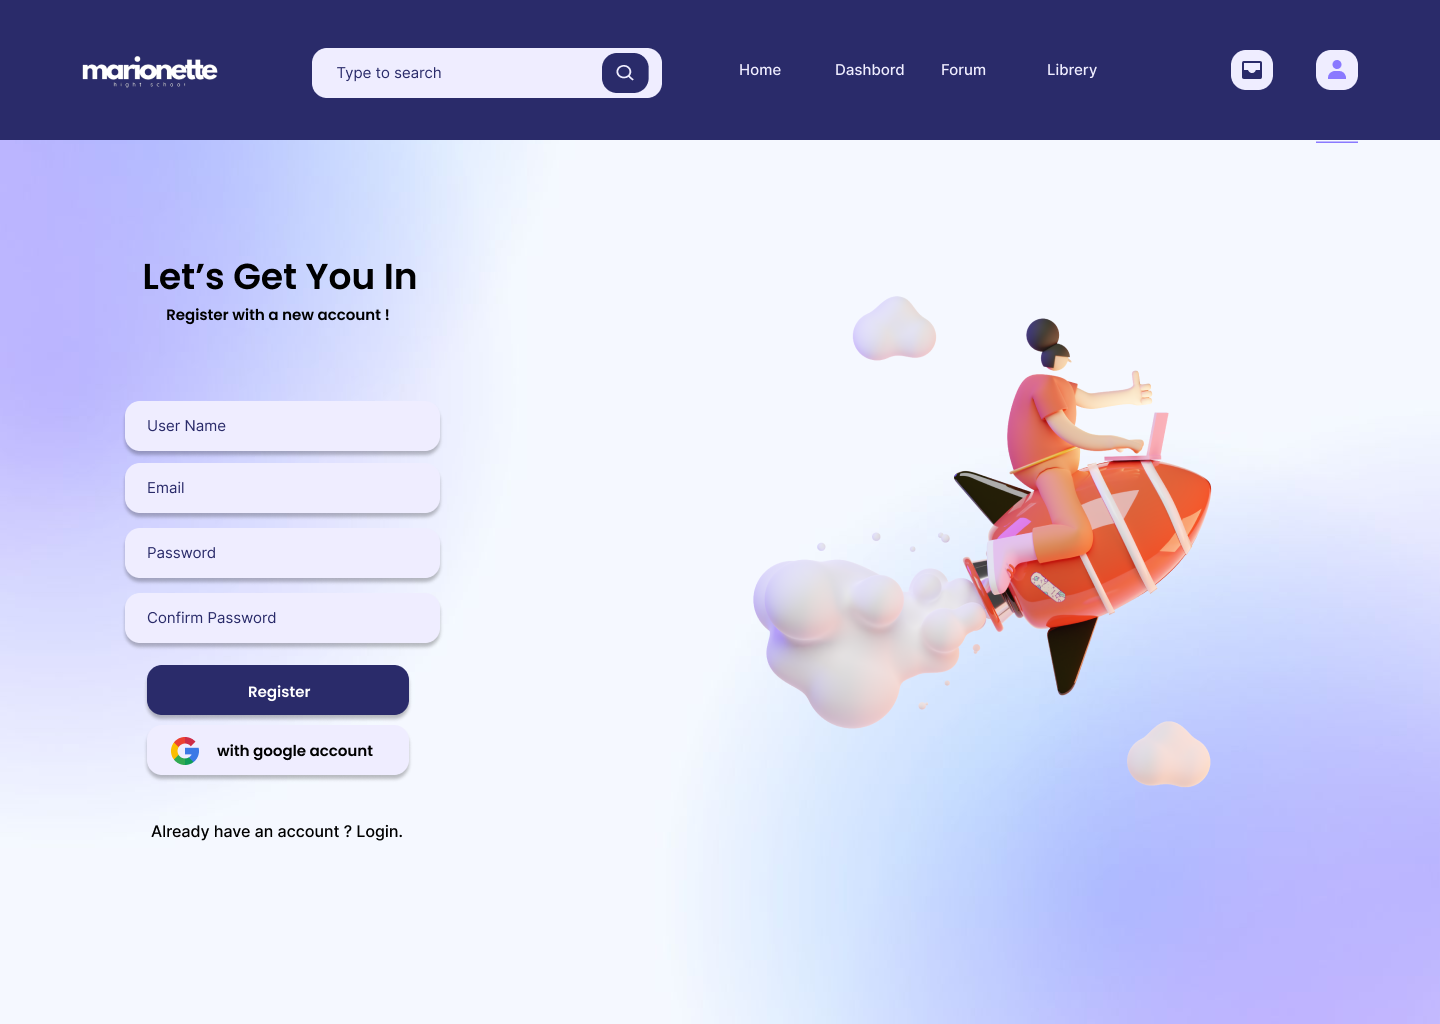 marionette
hight school
Type to search
Home
Dashbord
Forum
Librery
Let’s Get You In
Register with a new account !
User Name
Email
Password
Confirm Password
Register
with google account
Already have an account ? Login.